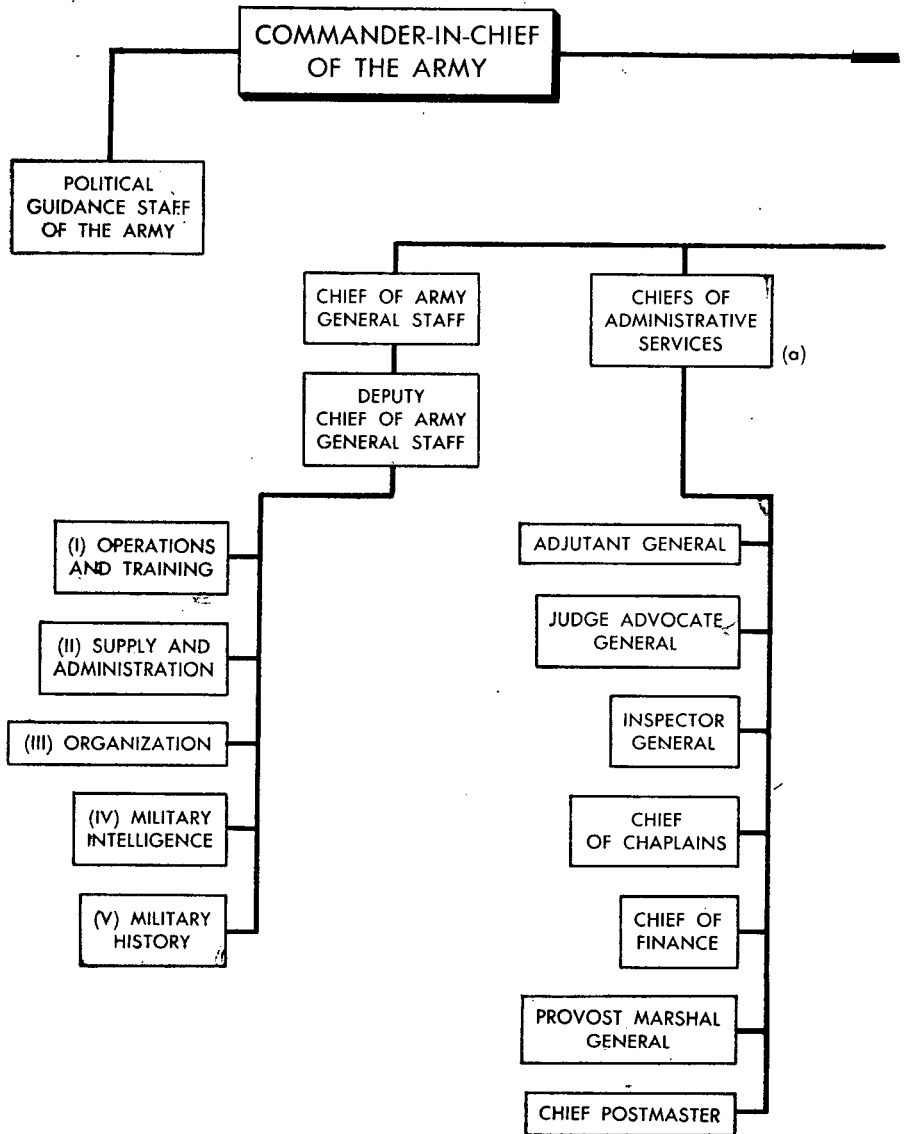 COMMANDER-IN-CHIEF
OF THE ARMY
POLITICAL
GUIDANCE STAFF
OF THE ARMY
CHIEF OF ARMY
GENERAL STAFF
CHIEFS OF
ADMINISTRATIVE
SERVICES
(a)
DEPUTY
CHIEF OF ARMY
GENERAL STAFF
(I) OPERATIONS
AND TRAINING
(II) SUPPLY AND
ADMINISTRATION
(III) ORGANIZATION
(IV) MILITARY
INTELLIGENCE
(V) MILITARY
HISTORY
ADJUTANT GENERAL
JUDGE ADVOCATE
GENERAL
INSPECTOR
GENERAL
CHIEF
OF CHAPLAINS
CHIEF OF
FINANCE
PROVOST MARSHAL
GENERAL
CHIEF POSTMASTER